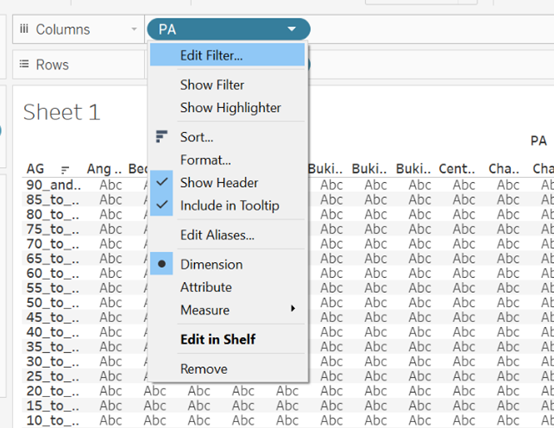 Columns
PA
Rows
Edit Filter...
Show Filter
Show Highlighter
Sort...
Format...
Show Header
Include in Tooltip
Edit Aliases...
Dimension
Attribute
Measure
Edit in Shelf
Remove
Sheet 1
PA
AG Ang .. Buki.. Buki.. Buki.. Cent.. Cha.. Cha
90_and.. Abc Abc Abc Abc Abc Abc Abc
85_to_.. Abc Abc Abc Abc Abc Abc Abc
80_to_.. Abc Abc Abc Abc Abc Abc Abc
75_to_.. Abc Abc Abc Abc Abc Abc Abc
70_to_.. Abc Abc Abc Abc Abc Abc Abc
65_to_.. Abc Abc Abc Abc Abc Abc Abc
60_to_.. Abc Abc Abc Abc Abc Abc Abc
55_to_.. Abc Abc Abc Abc Abc Abc Abc
50_to_.. Abc Abc Abc Abc Abc Abc Abc
45_to_.. Abc Abc Abc Abc Abc Abc Abc
40_to_.. Abc Abc Abc Abc Abc Abc Abc
35_to_.. Abc Abc Abc Abc Abc Abc Abc
30_to_.. Abc Abc Abc Abc Abc Abc Abc
25_to_.. Abc Abc Abc Abc Abc Abc Abc
20_to_.. Abc Abc Abc Abc Abc Abc Abc Abc Abc Abc
15_to_.. Abc Abc Abc Abc Abc Abc Abc Abc Abc Abc
10_to_.. Abc Abc Abc Abc Abc Abc Abc Abc Abc Abc